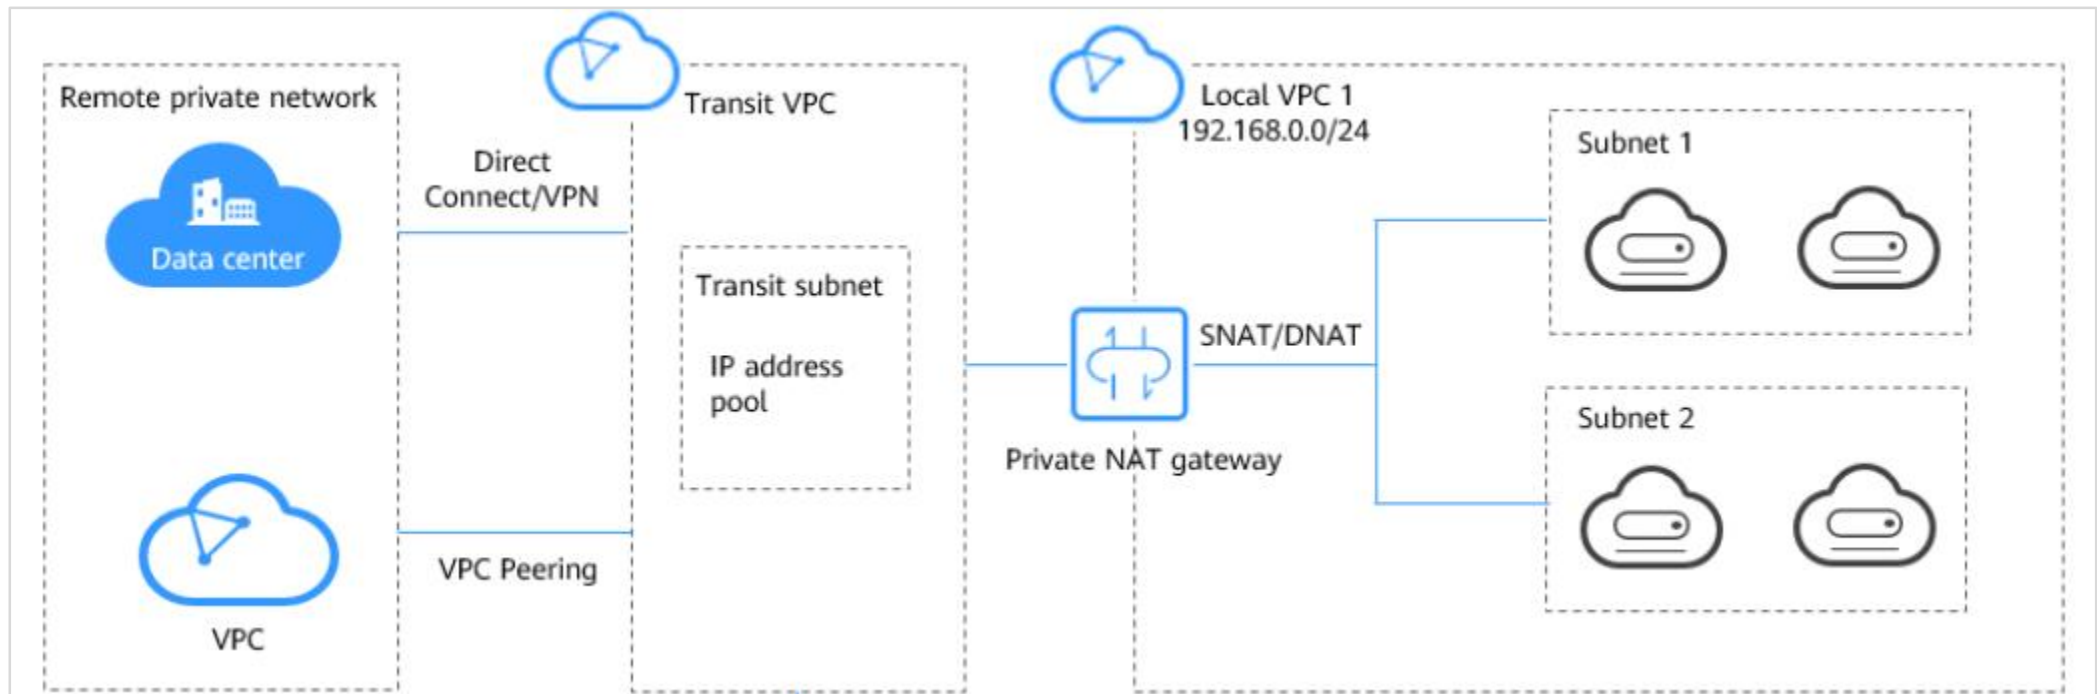 Remote private network
Data center
VPC
Direct
Connect/VPN
VPC Peering
Transit VPC
Transit subnet
IP address
pool
Private NAT gateway
Local VPC 1
192.168.0.0/24
SNAT/DNAT
Subnet 1
Subnet 2